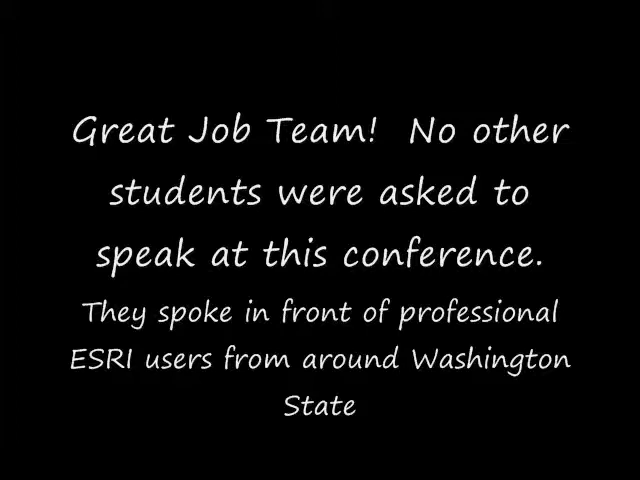 Great Job Team!  No other
students were asked to
speak at this conference.
They spoke in front of professional
ESRI users from around Washington
State